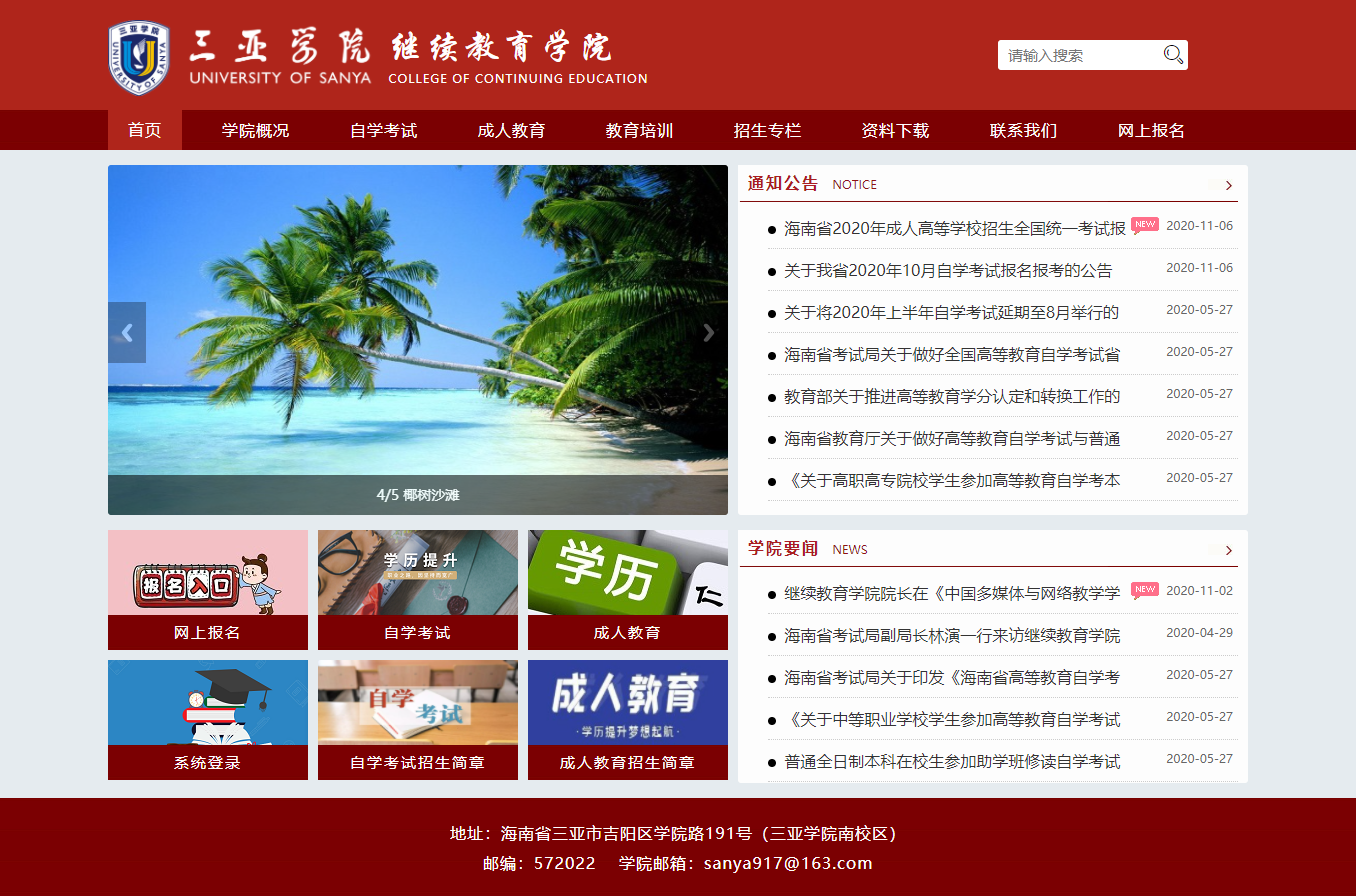 三亚学院 继续教育学院
UNIVERSITY OF SANYA COLLEGE OF CONTINUING EDUCATION
请输入搜索
首页 学院概况 自学考试 成人教育 教育培训 招生专栏 资料下载 联系我们 网上报名
4/5 椰树沙滩
通知公告 NOTICE
海南省2020年成人高等学校招生全国统一考试报 NEW 2020-11-06
关于我省2020年10月自学考试报名报考的公告 2020-11-06
关于将2020年上半年自学考试延期至8月举行的 2020-05-27
海南省考试局关于做好全国高等教育自学考试省 2020-05-27
教育部关于推进高等教育学分认定和转换工作的 2020-05-27
海南省教育厅关于做好高等教育自学考试与普通 2020-05-27
《关于高职高专院校学生参加高等教育自学考本 2020-05-27
报名入口
网上报名
学历提升
自学考试
学历
成人教育
系统登录
自学
考试
自学考试招生简章
成人教育
·学历提升梦想起航·
成人教育招生简章
学院要闻 NEWS
继续教育学院院长在《中国多媒体与网络教学学 NEW 2020-11-02
海南省考试局副局长林演一行来访继续教育学院 2020-04-29
海南省考试局关于印发《海南省高等教育自学考 2020-05-27
《关于中等职业学校学生参加高等教育自学考试 2020-05-27
普通全日制本科在校生参加助学班修读自学考试 2020-05-27
地址：海南省三亚市吉阳区学院路191号（三亚学院南校区）
邮编：572022 学院邮箱：sanya917@163.com